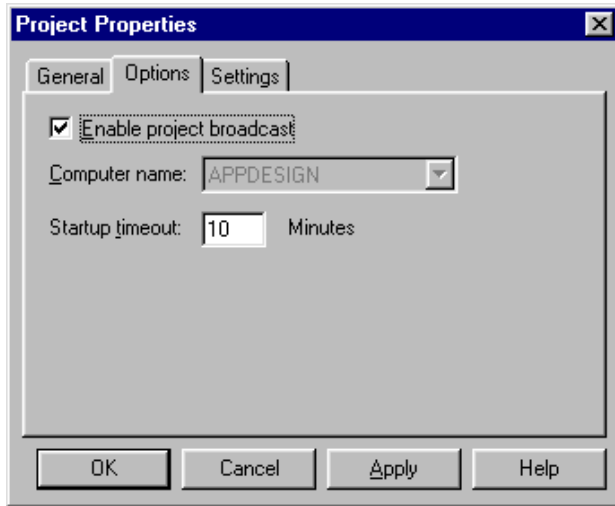 Project Properties
General Options Settings
Enable project broadcast
Computer name: APPDESIGN
Startup timeout: 10 Minutes
OK Cancel Apply Help